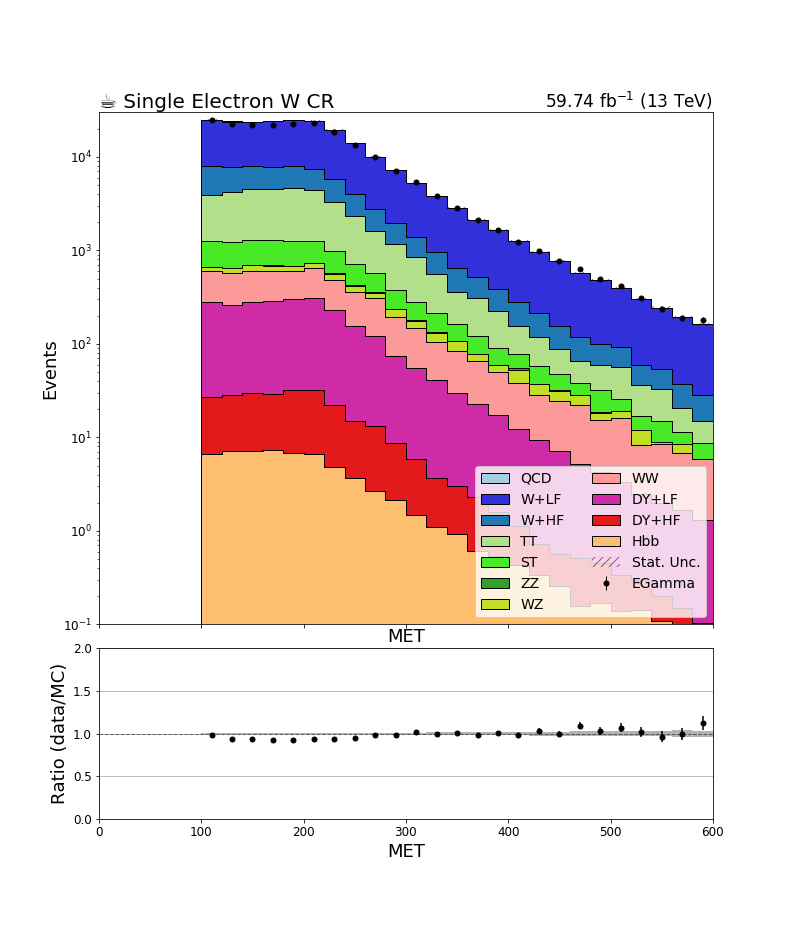 ☕ Single Electron W CR
59.74 fb⁻¹ (13 TeV)
Events
10⁴
10³
10²
10¹
10⁰
10⁻¹
QCD
W+LF
W+HF
TT
ST
ZZ
WZ
WW
DY+LF
DY+HF
Hbb
Stat. Unc.
EGamma
MET
Ratio (data/MC)
2.0
1.5
1.0
0.5
0.0
0 100 200 300 400 500 600
MET